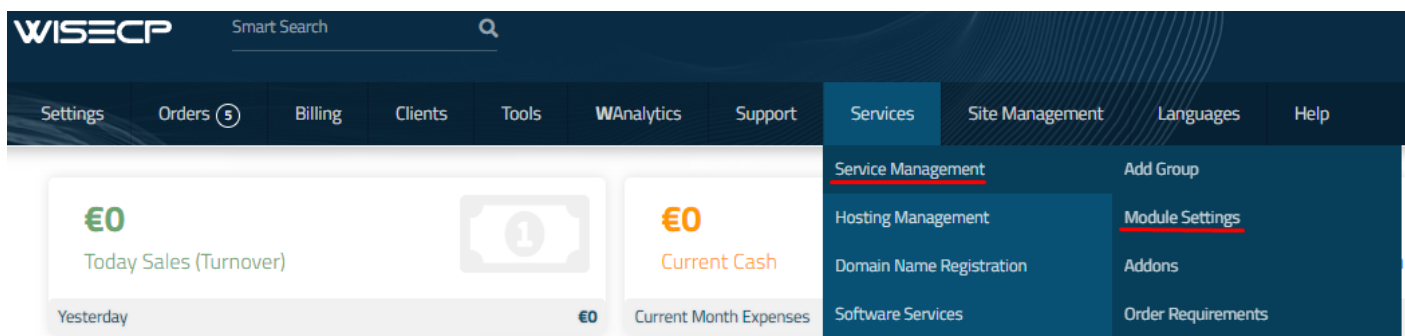 WISECP
Smart Search
Settings
Orders 5
Billing
Clients
Tools
WAnalytics
Support
Services
Site Management
Languages
Help
Service Management
Add Group
€0
Today Sales (Turnover)
1
€0
Current Cash
Hosting Management
Module Settings
Domain Name Registration
Addons
Yesterday
€0
Current Month Expenses
Software Services
Order Requirements